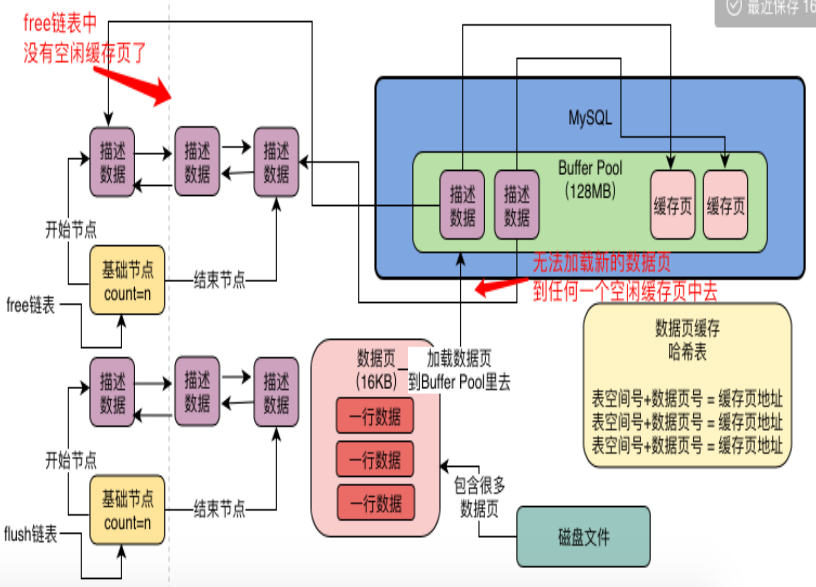 最近保存 16
free链表中
没有空闲缓存页了
MySQL
Buffer Pool
（128MB）
描述
数据
描述
数据
描述
数据
描述
数据
描述
数据
缓存页
缓存页
开始节点
基础节点
count=n
结束节点
free链表
无法加载新的数据页
到任何一个空闲缓存页中去
数据页
（16KB）
加载数据页
到Buffer Pool里去
一行数据
一行数据
一行数据
数据页缓存
哈希表
表空间号+数据页号 = 缓存页地址
表空间号+数据页号 = 缓存页地址
表空间号+数据页号 = 缓存页地址
描述
数据
描述
数据
描述
数据
开始节点
基础节点
count=n
结束节点
flush链表
包含很多
数据页
磁盘文件